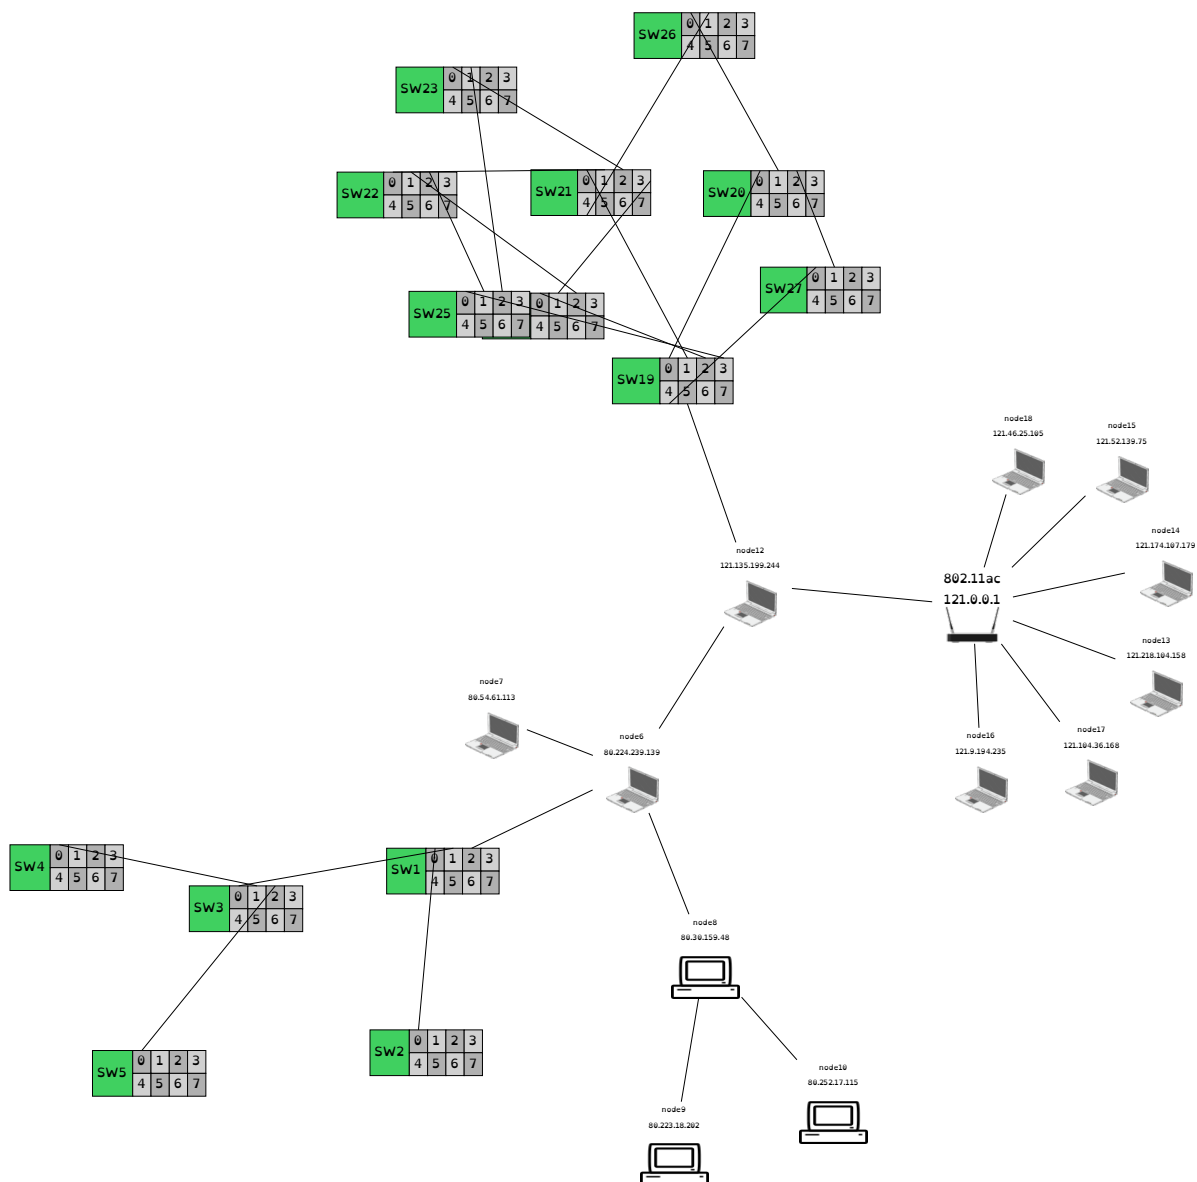 SW26 0 1 2 3
4 5 6 7
SW23 0 1 2 3
4 5 6 7
SW22 0 1 2 3
4 5 6 7
SW21 0 1 2 3
4 5 6 7
SW20 0 1 2 3
4 5 6 7
SW27 0 1 2 3
4 5 6 7
SW25 0 1 2 3
4 5 6 7
0 1 2 3
4 5 6 7
SW19 0 1 2 3
4 5 6 7
node18
121.46.25.105
node15
121.52.139.75
node14
121.174.107.179
node12
121.135.199.244
802.11ac
121.0.0.1
node13
121.218.104.158
node7
80.54.61.113
node6
80.224.239.139
node16
121.9.194.235
node17
121.104.36.168
SW4 0 1 2 3
4 5 6 7
SW3 0 1 2 3
4 5 6 7
SW1 0 1 2 3
4 5 6 7
node8
80.30.159.48
SW5 0 1 2 3
4 5 6 7
SW2 0 1 2 3
4 5 6 7
node10
80.252.17.115
node9
80.223.18.202